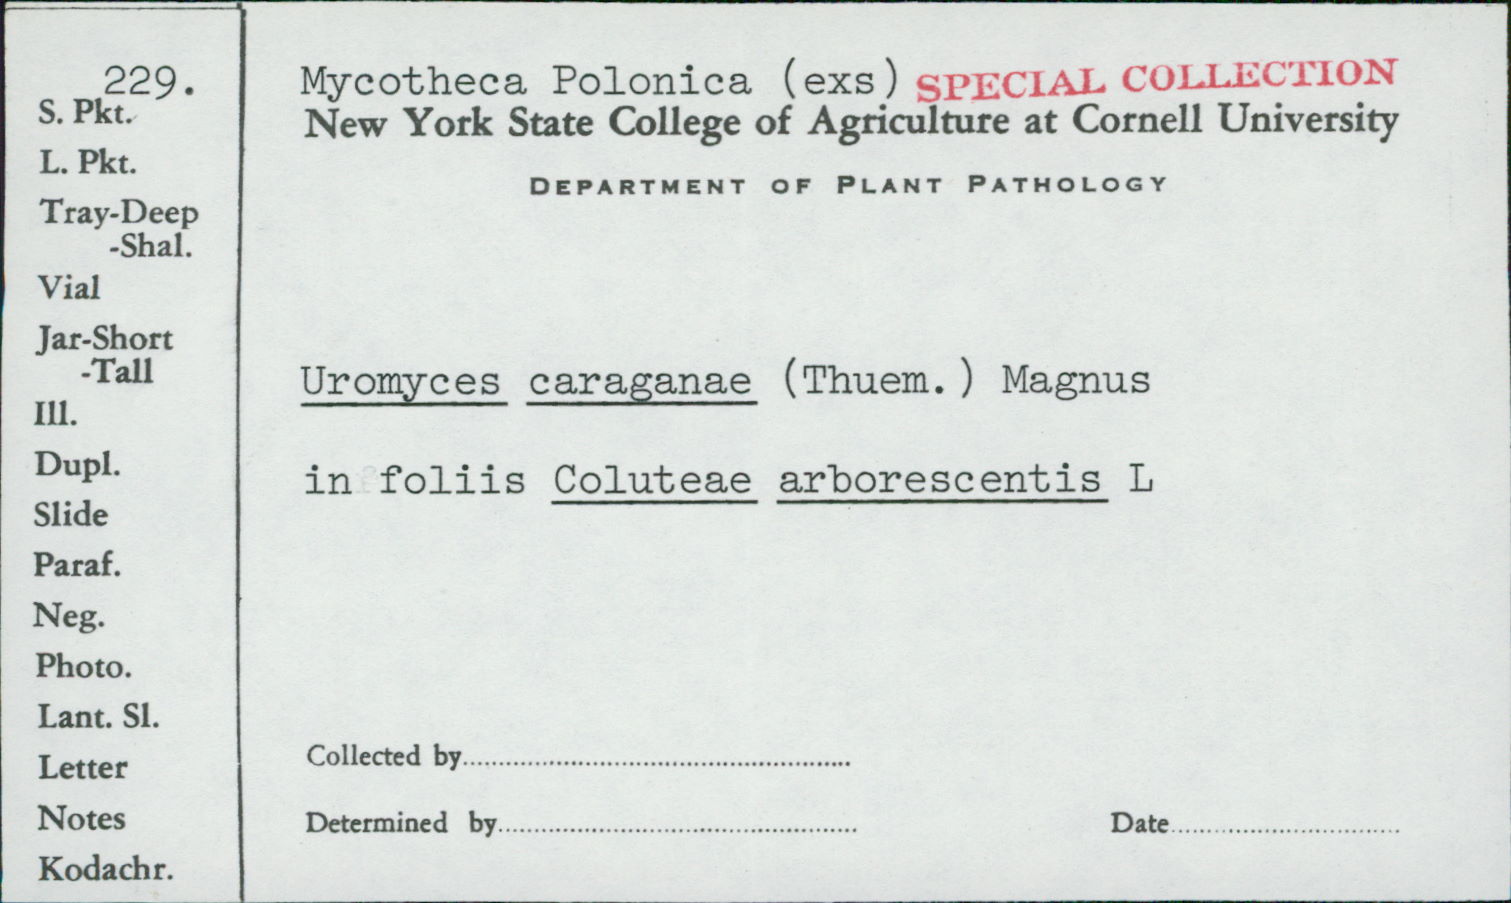 229.
S. Pkt.
L. Pkt.
Tray-Deep
-Shal.
Vial
Jar-Short
-Tall
Ill.
Dupl.
Slide
Paraf.
Neg.
Photo.
Lant. Sl.
Letter
Notes
Kodachr.
Mycotheca Polonica (exs) SPECIAL COLLECTION
New York State College of Agriculture at Cornell University
DEPARTMENT OF PLANT PATHOLOGY
Uromyces caraganae (Thuem.) Magnus
in foliis Coluteae arborescentis L
Collected by
Determined by Date